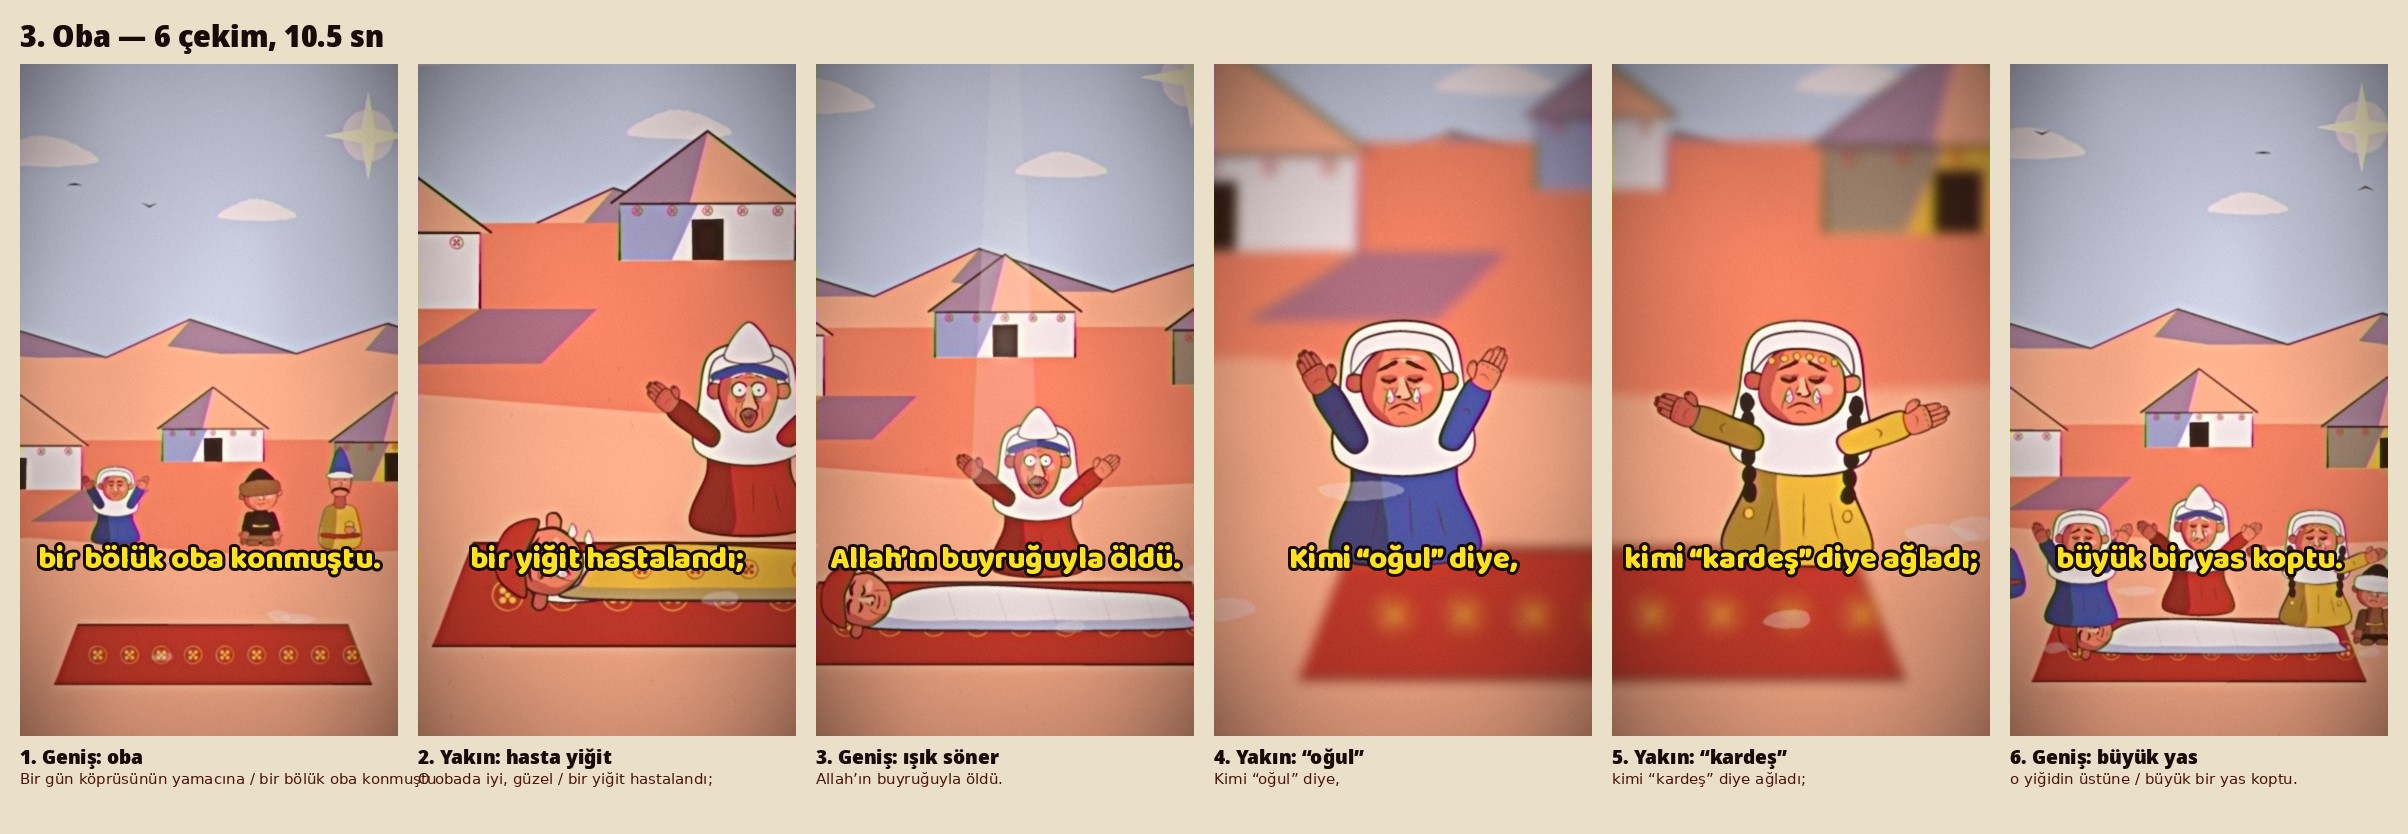 3. Oba — 6 çekim, 10.5 sn
bir bölük oba konmuştu.
bir yiğit hastalandı;
Allah’ın buyruğuyla öldü.
Kimi “oğul” diye,
kimi “kardeş” diye ağladı;
büyük bir yas koptu.
1. Geniş: oba
Bir gün köprüsünün yamacına / bir bölük oba konmuştu.
2. Yakın: hasta yiğit
O obada iyi, güzel / bir yiğit hastalandı;
3. Geniş: ışık söner
Allah’ın buyruğuyla öldü.
4. Yakın: “oğul”
Kimi “oğul” diye,
5. Yakın: “kardeş”
kimi “kardeş” diye ağladı;
6. Geniş: büyük yas
o yiğidin üstüne / büyük bir yas koptu.